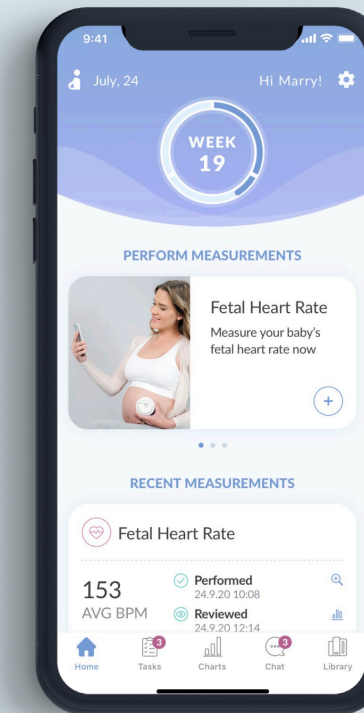 9:41
July, 24
Hi Marry!
WEEK
19
PERFORM MEASUREMENTS
Fetal Heart Rate
Measure your baby's
fetal heart rate now
RECENT MEASUREMENTS
Fetal Heart Rate
153
AVG BPM
Performed
24.9.20 10:08
Reviewed
24.9.20 12:14
3
3
Home
Tasks
Charts
Chat
Library